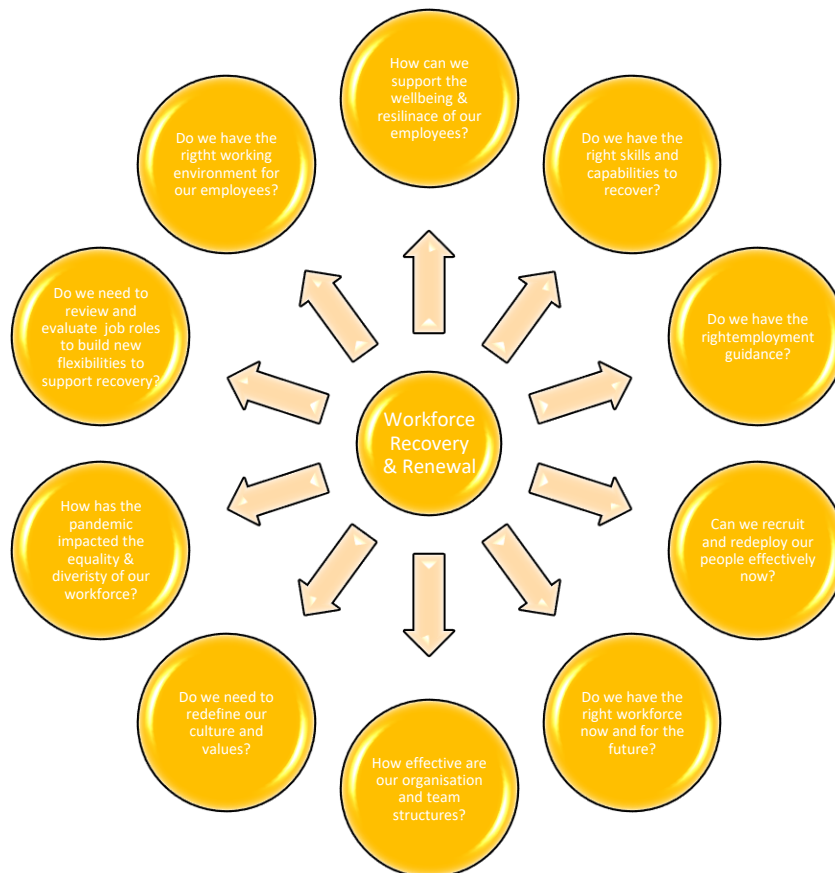 How can we
support the
wellbeing &
resilinace of our
employees?
Do we have the
right skills and
capabilities to
recover?
Do we have the
rightemployment
guidance?
Can we recruit
and redeploy our
people effectively
now?
Do we have the
right workforce
now and for the
future?
How effective are
our organisation
and team
structures?
Do we need to
redefine our
culture and
values?
How has the
pandemic
impacted the
equality &
diveristy of our
workforce?
Do we need to
review and
evaluate  job roles
to build new
flexibilities to
support recovery?
Do we have the
rigtht working
environment for
our employees?
Workforce
Recovery
& Renewal